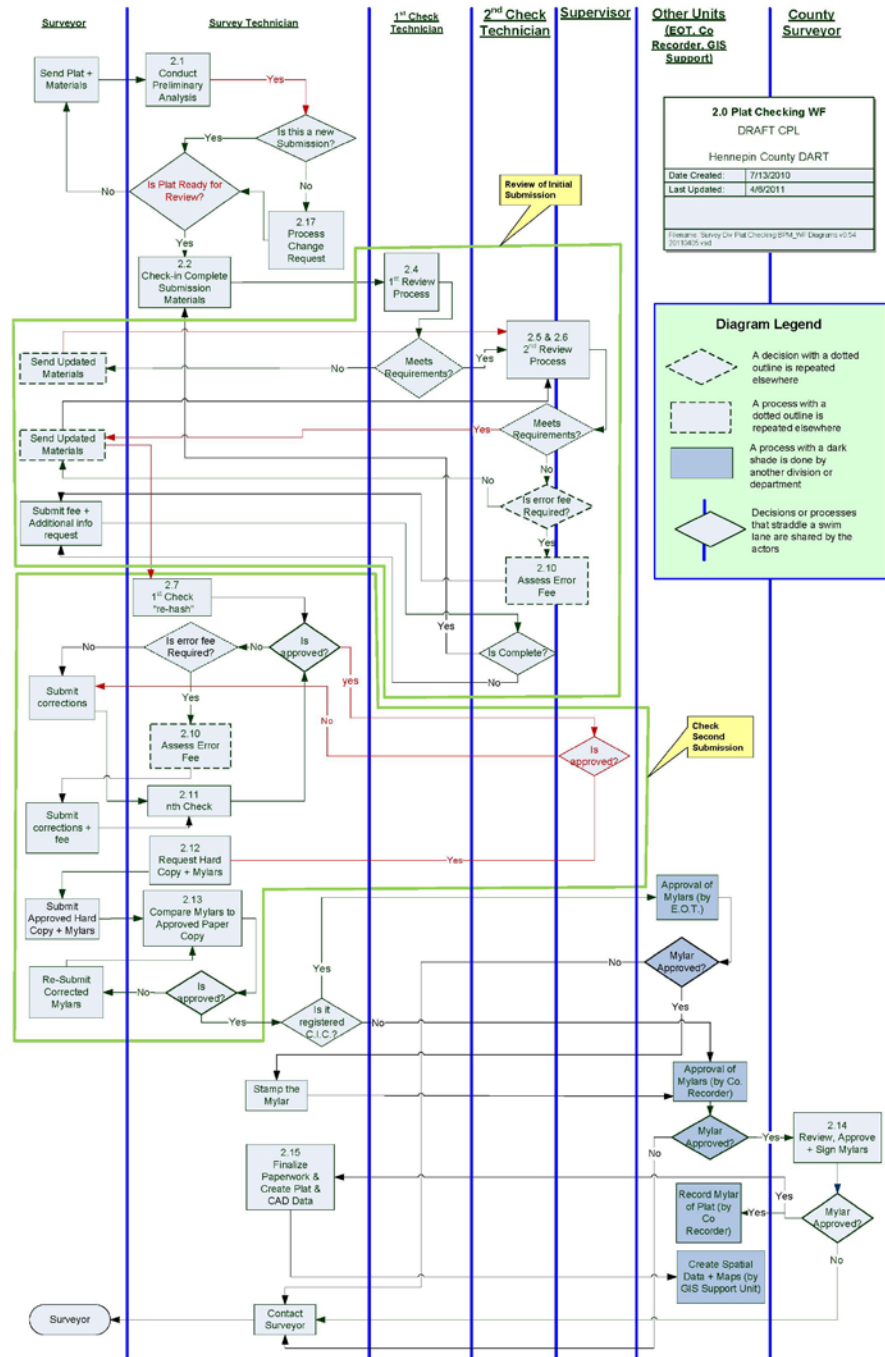 Surveyor
Survey Technician
1st Check
Technician
2nd Check
Technician
Supervisor
Other Units
(EOT, Co
Recorder, GIS
Support)
County
Surveyor
Send Plat +
Materials
2.1
Conduct
Preliminary
Analysis
Yes
Is this a new
Submission?
Yes
No
Is Plat Ready for
Review?
No
Yes
2.17
Process
Change
Request
2.2
Check-in Complete
Submission
Materials
Review of Initial
Submission
2.4
1st Review
Process
2.0 Plat Checking WF
DRAFT CPL
Hennepin County DART
Date Created:
7/13/2010
Last Updated:
4/6/2011
Filename: Survey Div Plat Checking BPM_WF Diagrams v0.54
20110405.vsd
Send Updated
Materials
No
Meets
Requirements?
Yes
2.5 & 2.6
2nd Review
Process
Send Updated
Materials
Yes
Meets
Requirements?
No
No
Is error fee
Required?
Yes
Submit fee +
Additional info
request
2.10
Assess Error
Fee
Yes
Is Complete?
No
Diagram Legend
A decision with a dotted
outline is repeated
elsewhere
A process with a
dotted outline is
repeated elsewhere
A process with a dark
shade is done by
another division or
department
Decisions or processes
that straddle a swim
lane are shared by the
actors
2.7
1st Check
"re-hash"
No
Is error fee
Required?
No
Is
approved?
yes
Yes
Submit
corrections
2.10
Assess Error
Fee
No
Is
approved?
Check
Second
Submission
2.11
nth Check
Submit
corrections +
fee
2.12
Request Hard
Copy + Mylars
Yes
Submit
Approved Hard
Copy + Mylars
2.13
Compare Mylars to
Approved Paper
Copy
Approval of
Mylars (by
E.O.T.)
Re-Submit
Corrected
Mylars
No
Is
approved?
Yes
Yes
Is it
registered
C.I.C.?
No
No
Mylar
Approved?
Yes
Stamp the
Mylar
Approval of
Mylars (by Co.
Recorder)
Mylar
Approved?
Yes
No
2.14
Review, Approve
+ Sign Mylars
2.15
Finalize
Paperwork &
Create Plat &
CAD Data
Record Mylar
of Plat (by
Co
Recorder)
Yes
Yes
Mylar
Approved?
No
Create Spatial
Data + Maps (by
GIS Support Unit)
Surveyor
Contact
Surveyor